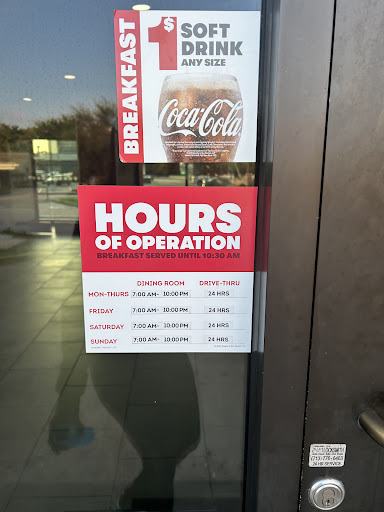 BREAKFAST
$1
SOFT
DRINK
ANY SIZE
Coca-Cola
HOURS
OF OPERATION
BREAKFAST SERVED UNTIL 10:30 AM
DINING ROOM DRIVE-THRU
MON-THURS 7:00 AM- 10:00 PM 24 HRS
FRIDAY 7:00 AM- 10:00 PM 24 HRS
SATURDAY 7:00 AM- 10:00 PM 24 HRS
SUNDAY 7:00 AM- 10:00 PM 24 HRS
24 HR SERVICE